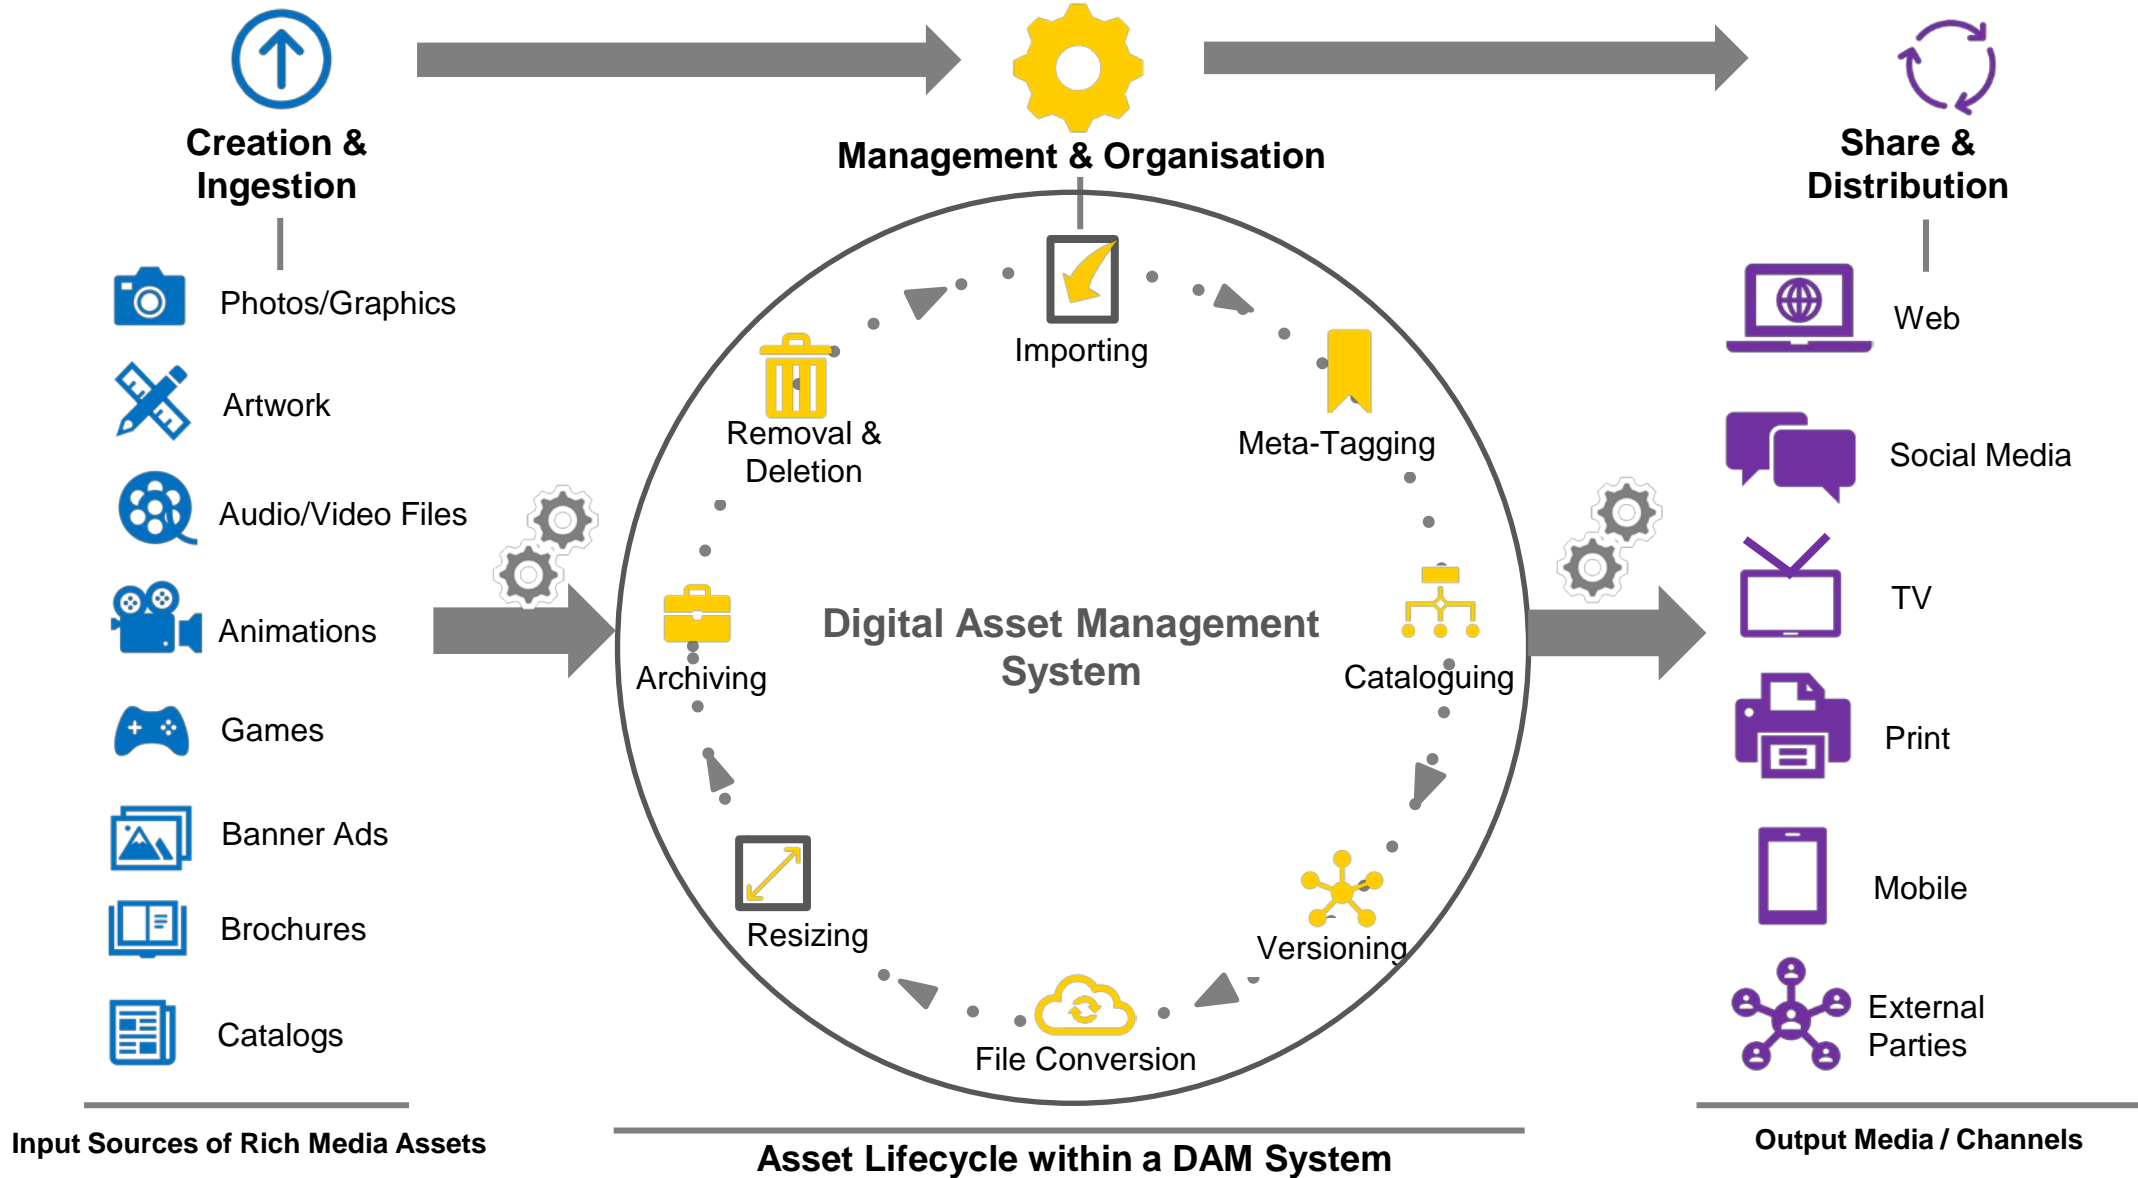 Creation &
Ingestion
Management & Organisation
Share &
Distribution
Photos/Graphics
Artwork
Audio/Video Files
Animations
Games
Banner Ads
Brochures
Catalogs
Input Sources of Rich Media Assets
Importing
Meta-Tagging
Cataloguing
Versioning
File Conversion
Resizing
Archiving
Removal &
Deletion
Digital Asset Management
System
Asset Lifecycle within a DAM System
Web
Social Media
TV
Print
Mobile
External
Parties
Output Media / Channels